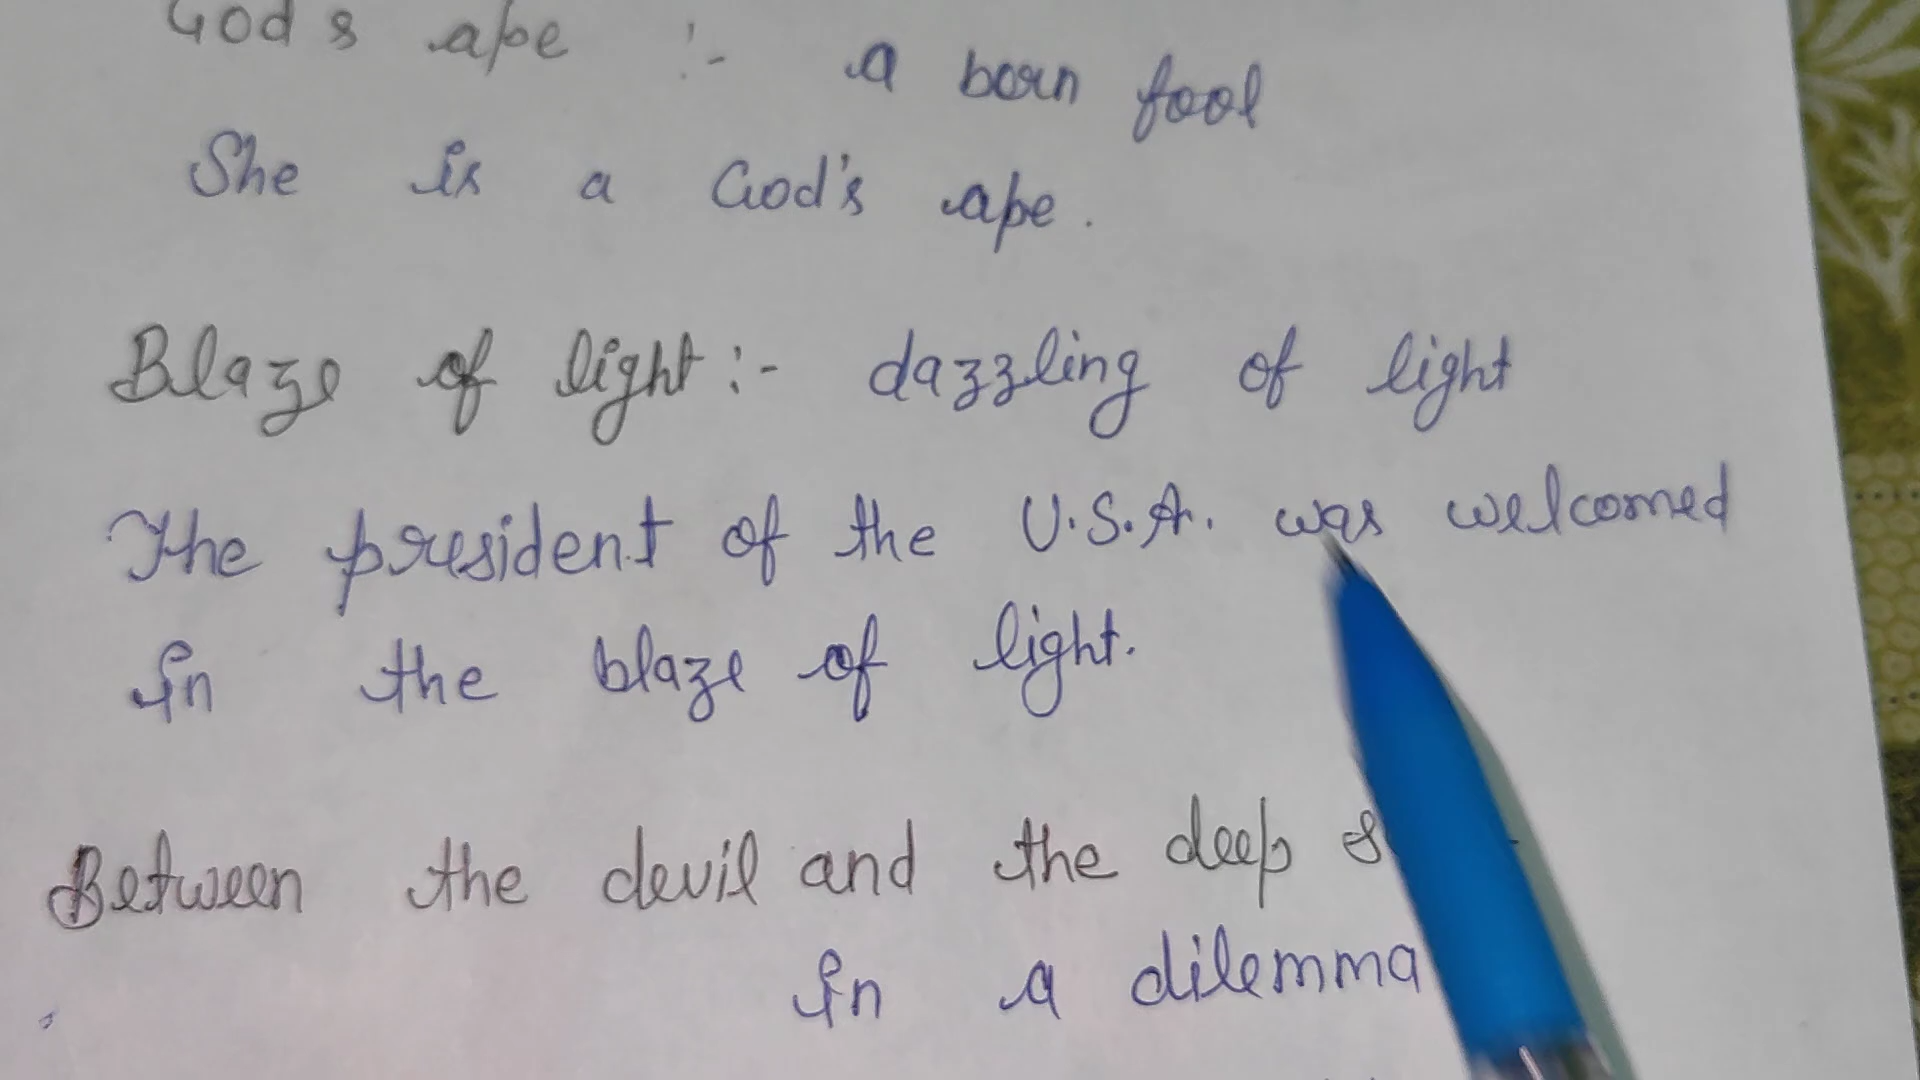 God's ape :- a born fool
She is a God's ape.
Blaze of light :- dazzling of light
The president of the U.S.A. was welcomed
in the blaze of light.
Between the devil and the deep
in a dilemma